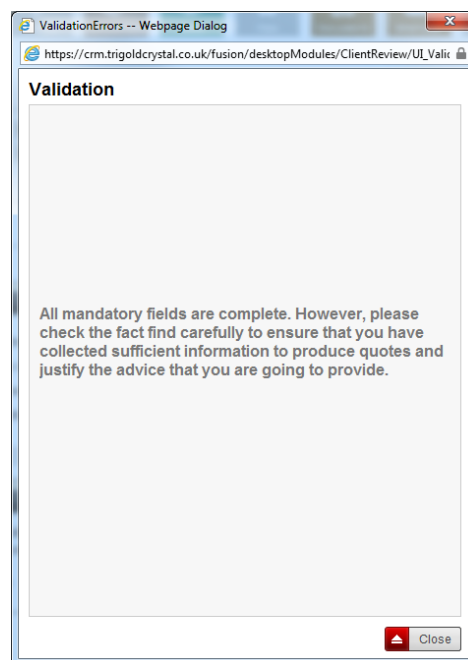 ValidationErrors -- Webpage Dialog
https://crm.trigoldcrystal.co.uk/fusion/desktopModules/ClientReview/UI_Valic
Validation
All mandatory fields are complete. However, please
check the fact find carefully to ensure that you have
collected sufficient information to produce quotes and
justify the advice that you are going to provide.
Close